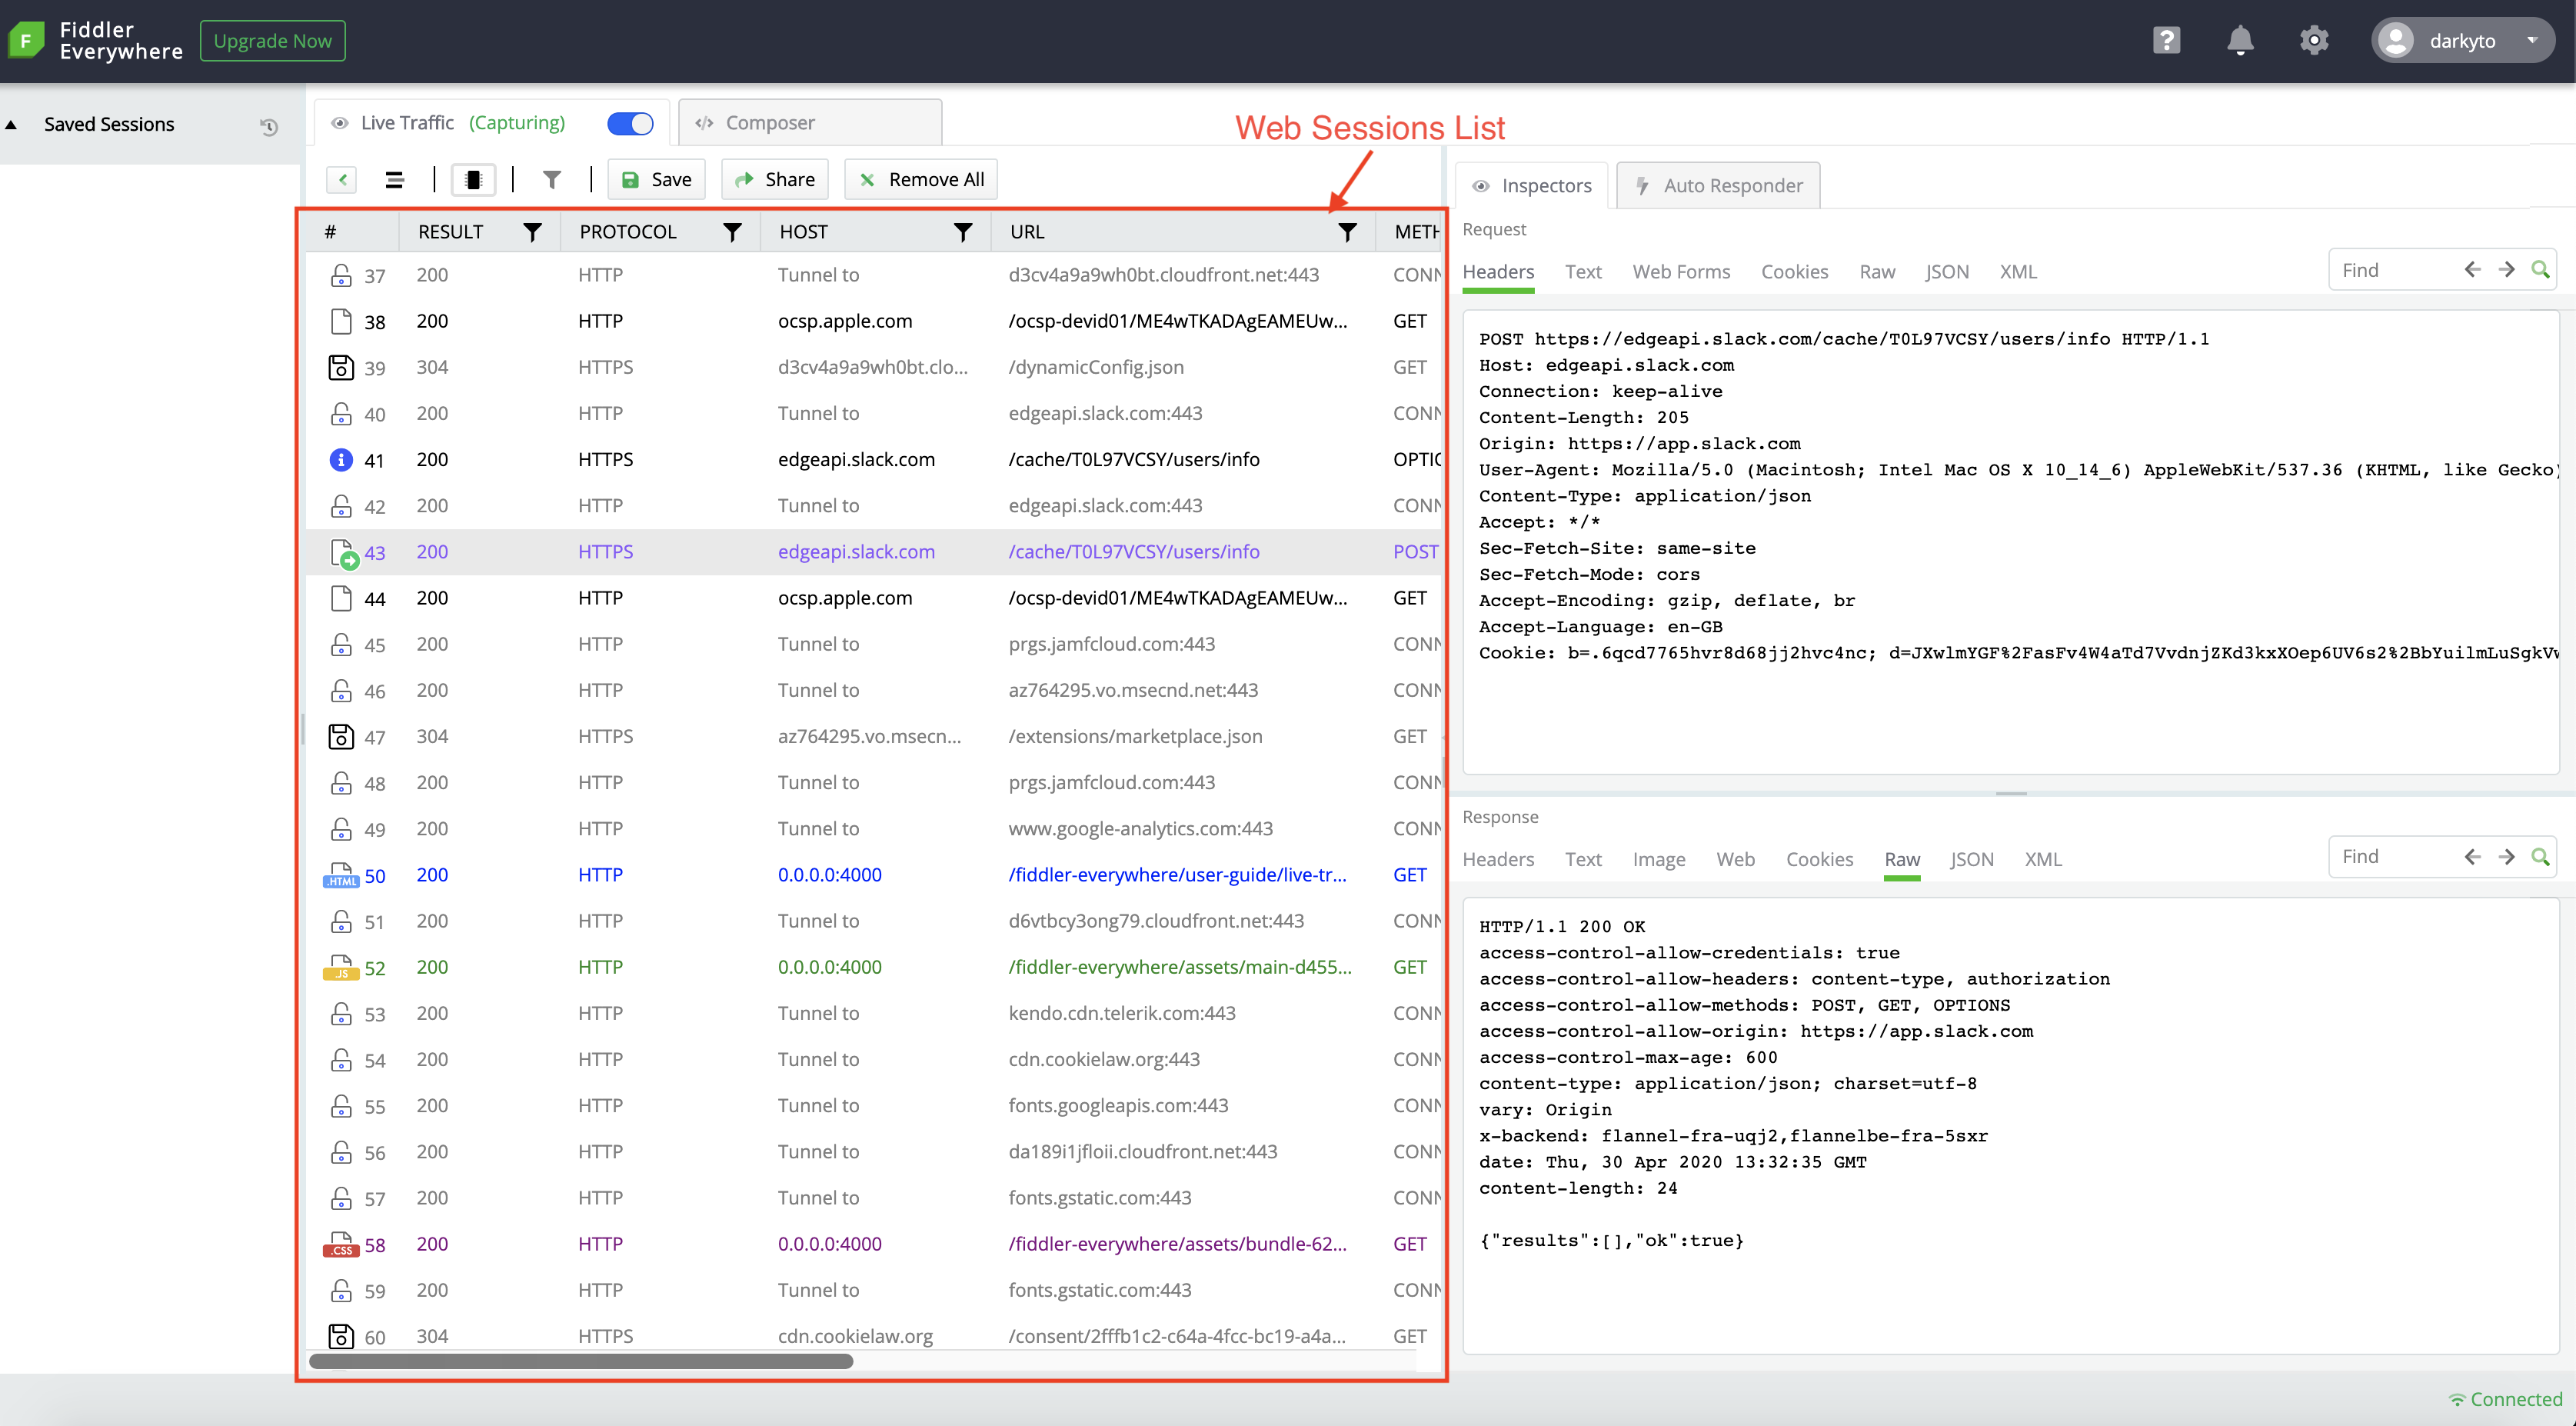 Fiddler
Everywhere
Upgrade Now
darkyto
Saved Sessions
Live Traffic (Capturing)
Composer
Web Sessions List
Save
Share
Remove All
# RESULT PROTOCOL HOST URL METH
37 200 HTTP Tunnel to d3cv4a9a9wh0bt.cloudfront.net:443 CONN
38 200 HTTP ocsp.apple.com /ocsp-devid01/ME4wTKADAgEAMEUw... GET
39 304 HTTPS d3cv4a9a9wh0bt.clo... /dynamicConfig.json GET
40 200 HTTP Tunnel to edgeapi.slack.com:443 CONN
41 200 HTTPS edgeapi.slack.com /cache/T0L97VCSY/users/info OPTIO
42 200 HTTP Tunnel to edgeapi.slack.com:443 CONN
43 200 HTTPS edgeapi.slack.com /cache/T0L97VCSY/users/info POST
44 200 HTTP ocsp.apple.com /ocsp-devid01/ME4wTKADAgEAMEUw... GET
45 200 HTTP Tunnel to prgs.jamfcloud.com:443 CONN
46 200 HTTP Tunnel to az764295.vo.msecnd.net:443 CONN
47 304 HTTPS az764295.vo.msecn... /extensions/marketplace.json GET
48 200 HTTP Tunnel to prgs.jamfcloud.com:443 CONN
49 200 HTTP Tunnel to www.google-analytics.com:443 CONN
.HTML 50 200 HTTP 0.0.0.0:4000 /fiddler-everywhere/user-guide/live-tr... GET
51 200 HTTP Tunnel to d6vtbcy3ong79.cloudfront.net:443 CONN
.JS 52 200 HTTP 0.0.0.0:4000 /fiddler-everywhere/assets/main-d455... GET
53 200 HTTP Tunnel to kendo.cdn.telerik.com:443 CONN
54 200 HTTP Tunnel to cdn.cookielaw.org:443 CONN
55 200 HTTP Tunnel to fonts.googleapis.com:443 CONN
56 200 HTTP Tunnel to da189i1jfloii.cloudfront.net:443 CONN
57 200 HTTP Tunnel to fonts.gstatic.com:443 CONN
.CSS 58 200 HTTP 0.0.0.0:4000 /fiddler-everywhere/assets/bundle-62... GET
59 200 HTTP Tunnel to fonts.gstatic.com:443 CONN
60 304 HTTPS cdn.cookielaw.org /consent/2fffb1c2-c64a-4fcc-bc19-a4a... GET
Inspectors
Auto Responder
Request
Headers Text Web Forms Cookies Raw JSON XML
Find
POST https://edgeapi.slack.com/cache/T0L97VCSY/users/info HTTP/1.1
Host: edgeapi.slack.com
Connection: keep-alive
Content-Length: 205
Origin: https://app.slack.com
User-Agent: Mozilla/5.0 (Macintosh; Intel Mac OS X 10_14_6) AppleWebKit/537.36 (KHTML, like Gecko)
Content-Type: application/json
Accept: */*
Sec-Fetch-Site: same-site
Sec-Fetch-Mode: cors
Accept-Encoding: gzip, deflate, br
Accept-Language: en-GB
Cookie: b=.6qcd7765hvr8d68jj2hvc4nc; d=JXwlmYGF%2FasFv4W4aTd7VvdnjZKd3kxXOep6UV6s2%2BbYuilmLuSgkVw
Response
Headers Text Image Web Cookies Raw JSON XML
Find
HTTP/1.1 200 OK
access-control-allow-credentials: true
access-control-allow-headers: content-type, authorization
access-control-allow-methods: POST, GET, OPTIONS
access-control-allow-origin: https://app.slack.com
access-control-max-age: 600
content-type: application/json; charset=utf-8
vary: Origin
x-backend: flannel-fra-uqj2,flannelbe-fra-5sxr
date: Thu, 30 Apr 2020 13:32:35 GMT
content-length: 24
{"results":[],"ok":true}
Connected